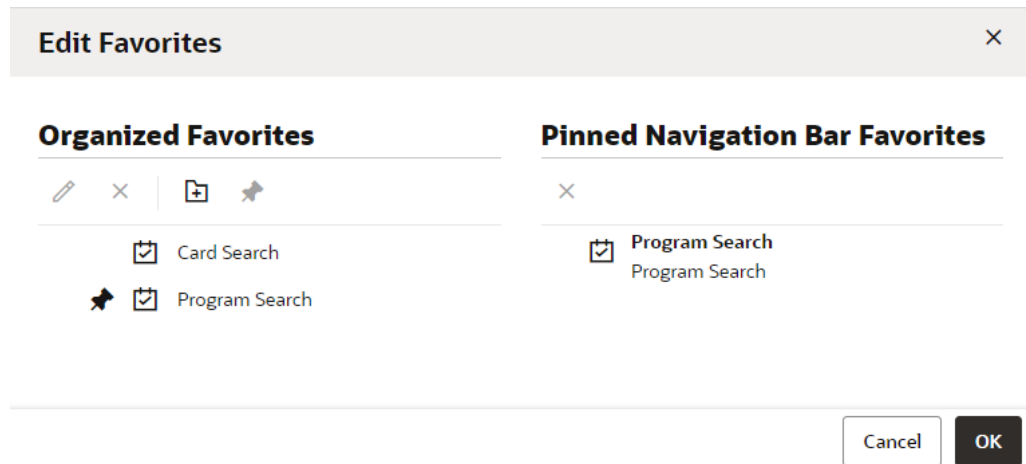 Edit Favorites
Organized Favorites
Pinned Navigation Bar Favorites
Card Search
Program Search
Program Search
Program Search
Cancel
OK